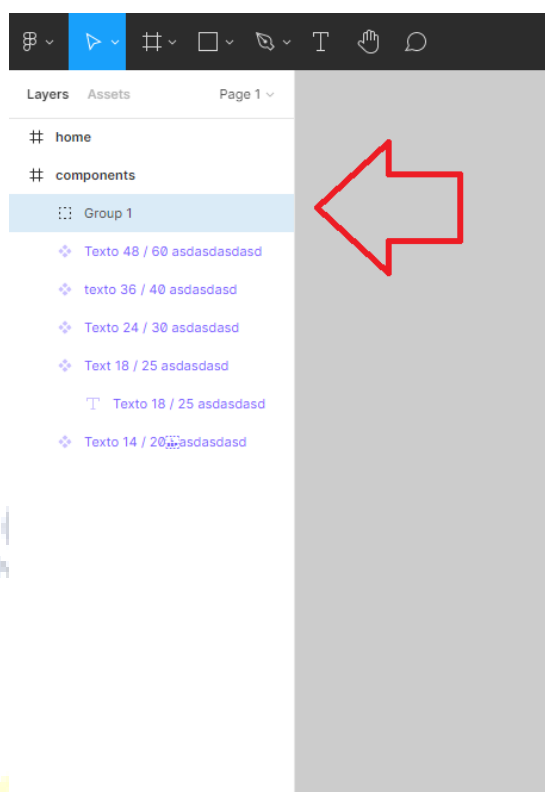 Layers Assets Page 1
home
components
Group 1
Texto 48 / 60 asdasdasdasd
texto 36 / 40 asdasdasd
Texto 24 / 30 asdasdasd
Text 18 / 25 asdasdasd
Texto 18 / 25 asdasdasd
Texto 14 / 20 asdasdasd